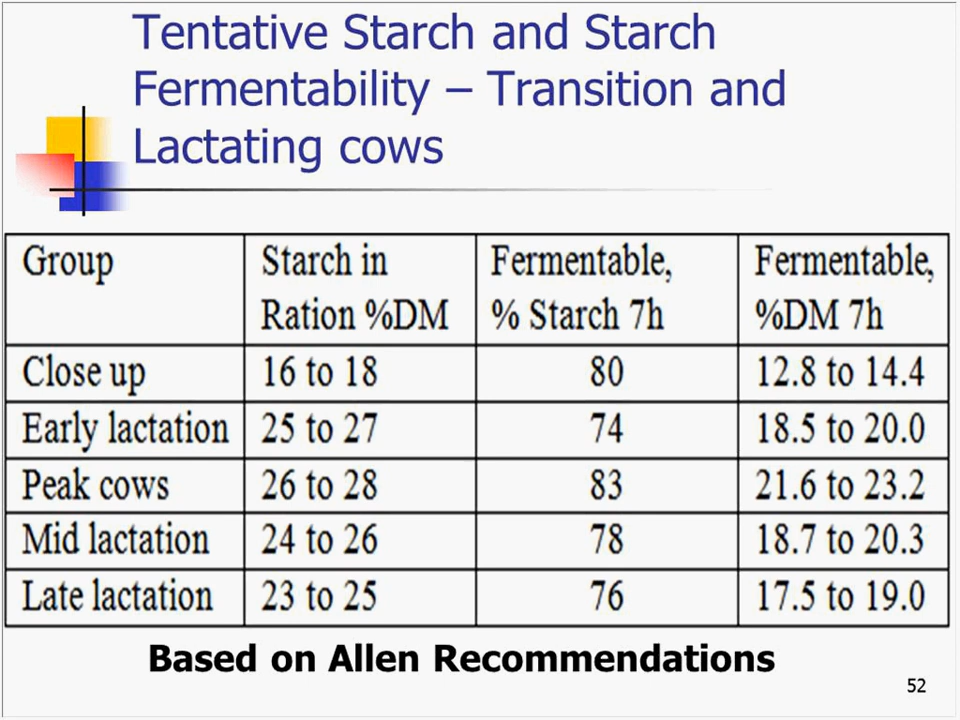 Tentative Starch and Starch
Fermentability – Transition and
Lactating cows
Group Starch in Ration %DM Fermentable, % Starch 7h Fermentable, %DM 7h
Close up 16 to 18 80 12.8 to 14.4
Early lactation 25 to 27 74 18.5 to 20.0
Peak cows 26 to 28 83 21.6 to 23.2
Mid lactation 24 to 26 78 18.7 to 20.3
Late lactation 23 to 25 76 17.5 to 19.0
Based on Allen Recommendations
52